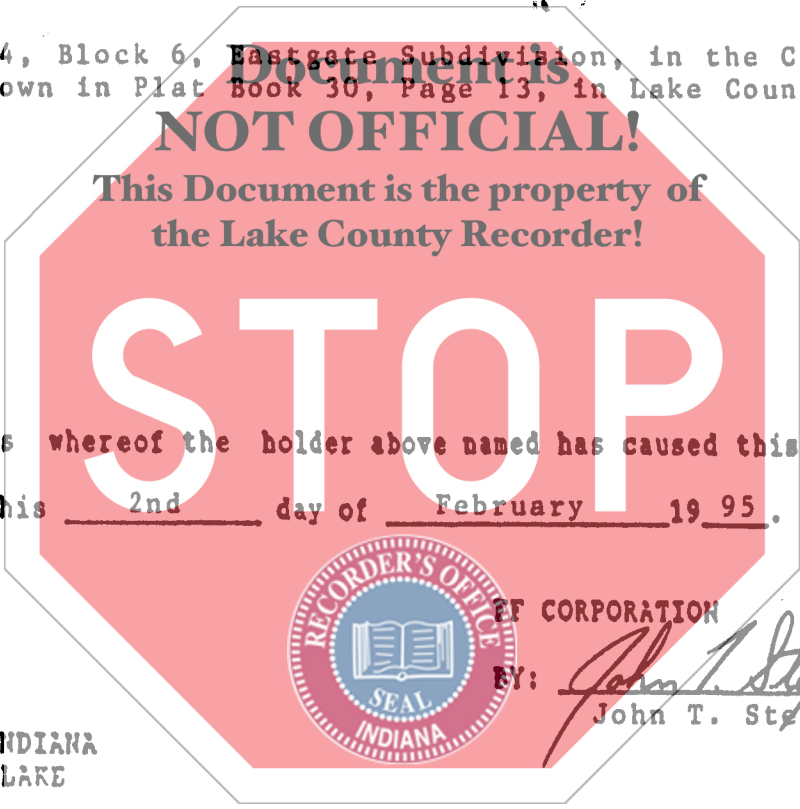 4, Block 6, Eastgate Subdivision, in the C
Document is
own in Plat Book 30, Page 13, in Lake Coun
NOT OFFICIAL!
This Document is the property of
the Lake County Recorder!
STOP
s whereof the holder above named has caused this
his 2nd day of February 19 95.
RECORDER'S OFFICE
SEAL
INDIANA
CORPORATION
BY:
John T. Ste
NDIANA
LAKE